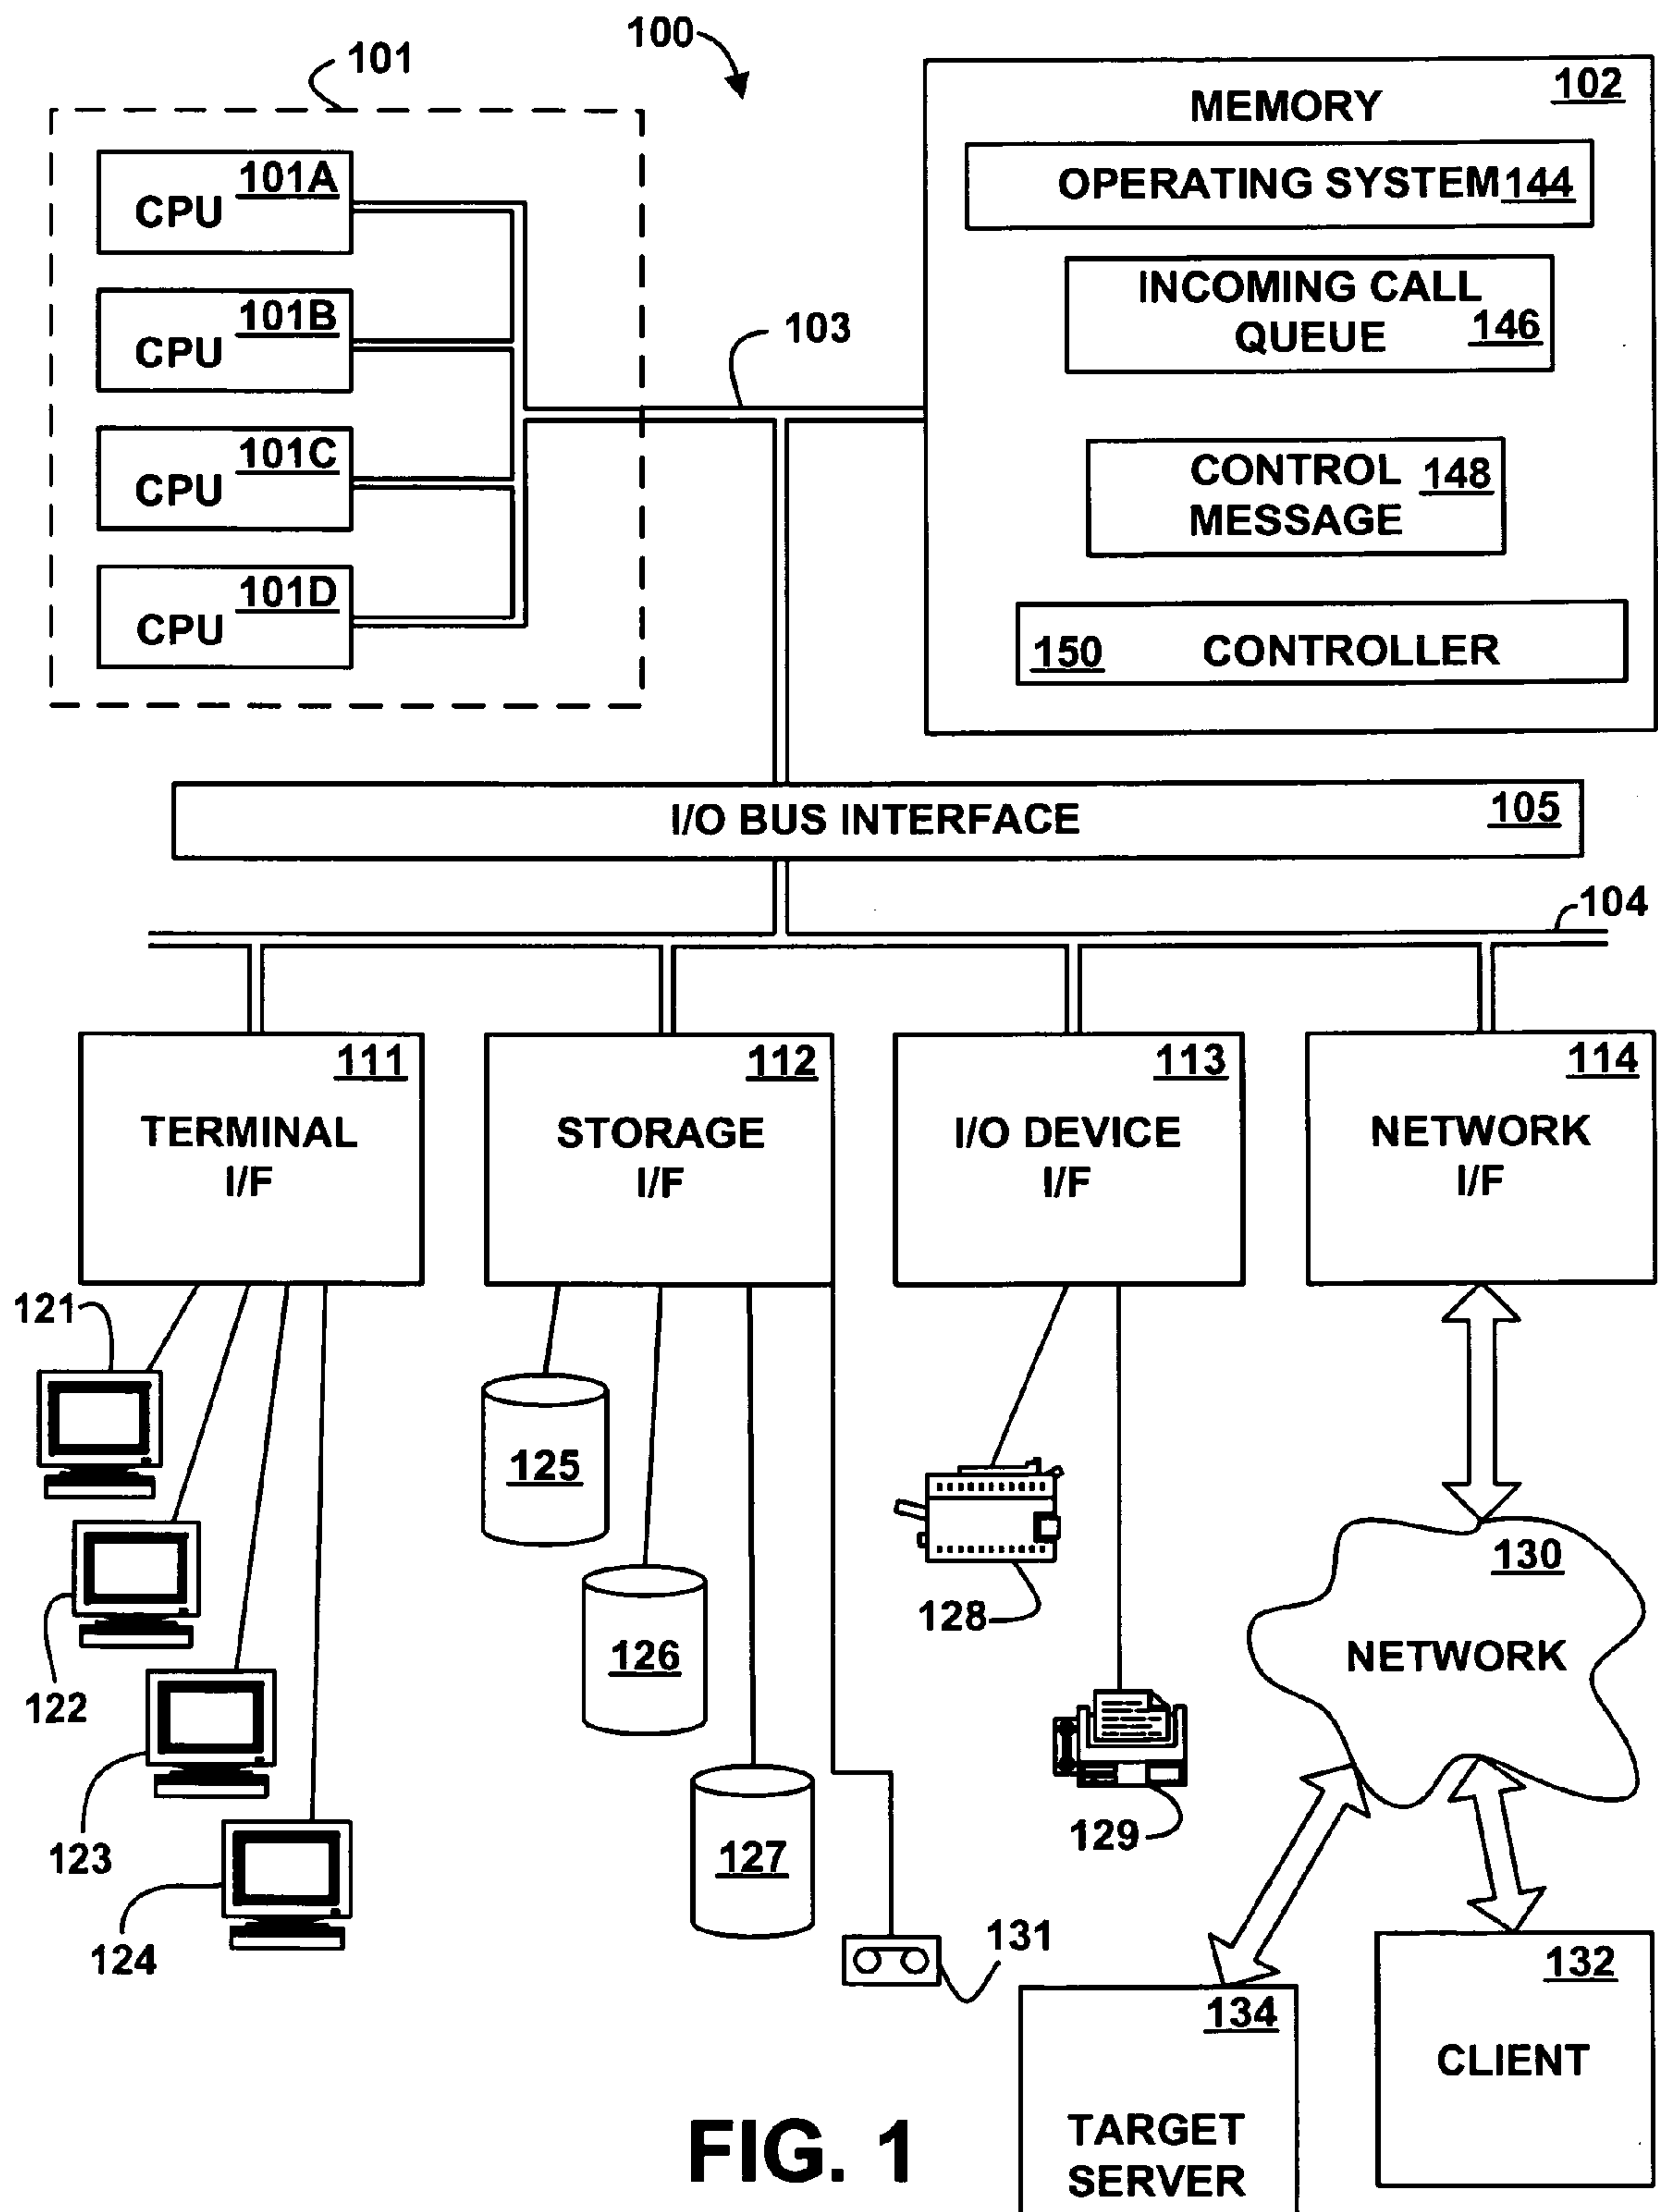 100
101
102
MEMORY
101A
CPU
OPERATING SYSTEM 144
101B
CPU
INCOMING CALL
QUEUE 146
103
101C
CPU
CONTROL 148
MESSAGE
101D
CPU
150 CONTROLLER
I/O BUS INTERFACE 105
104
111
TERMINAL
I/F
112
STORAGE
I/F
113
I/O DEVICE
I/F
114
NETWORK
I/F
121
122
123
124
125
126
127
128
129
130
NETWORK
131
132
CLIENT
134
TARGET
SERVER
FIG. 1